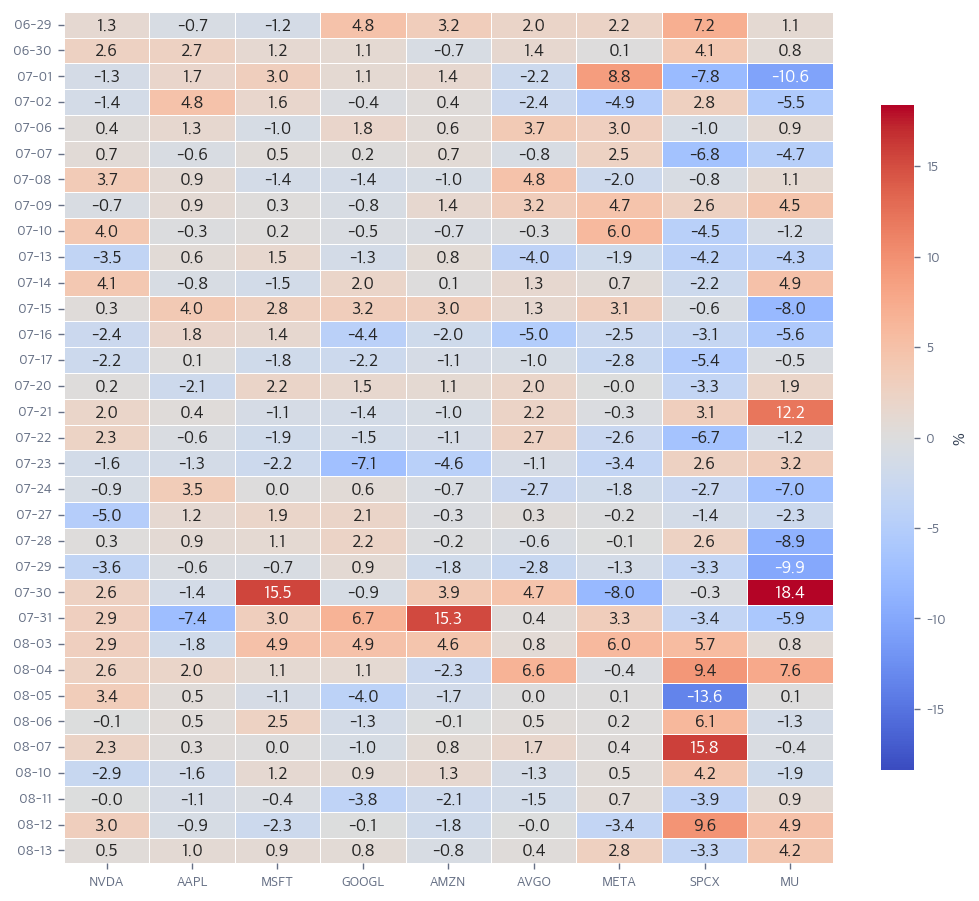 06-29 1.3 -0.7 -1.2 4.8 3.2 2.0 2.2 7.2 1.1
06-30 2.6 2.7 1.2 1.1 -0.7 1.4 0.1 4.1 0.8
07-01 -1.3 1.7 3.0 1.1 1.4 -2.2 8.8 -7.8 -10.6
07-02 -1.4 4.8 1.6 -0.4 0.4 -2.4 -4.9 2.8 -5.5
07-06 0.4 1.3 -1.0 1.8 0.6 3.7 3.0 -1.0 0.9
07-07 0.7 -0.6 0.5 0.2 0.7 -0.8 2.5 -6.8 -4.7
07-08 3.7 0.9 -1.4 -1.4 -1.0 4.8 -2.0 -0.8 1.1
07-09 -0.7 0.9 0.3 -0.8 1.4 3.2 4.7 2.6 4.5
07-10 4.0 -0.3 0.2 -0.5 -0.7 -0.3 6.0 -4.5 -1.2
07-13 -3.5 0.6 1.5 -1.3 0.8 -4.0 -1.9 -4.2 -4.3
07-14 4.1 -0.8 -1.5 2.0 0.1 1.3 0.7 -2.2 4.9
07-15 0.3 4.0 2.8 3.2 3.0 1.3 3.1 -0.6 -8.0
07-16 -2.4 1.8 1.4 -4.4 -2.0 -5.0 -2.5 -3.1 -5.6
07-17 -2.2 0.1 -1.8 -2.2 -1.1 -1.0 -2.8 -5.4 -0.5
07-20 0.2 -2.1 2.2 1.5 1.1 2.0 -0.0 -3.3 1.9
07-21 2.0 0.4 -1.1 -1.4 -1.0 2.2 -0.3 3.1 12.2
07-22 2.3 -0.6 -1.9 -1.5 -1.1 2.7 -2.6 -6.7 -1.2
07-23 -1.6 -1.3 -2.2 -7.1 -4.6 -1.1 -3.4 2.6 3.2
07-24 -0.9 3.5 0.0 0.6 -0.7 -2.7 -1.8 -2.7 -7.0
07-27 -5.0 1.2 1.9 2.1 -0.3 0.3 -0.2 -1.4 -2.3
07-28 0.3 0.9 1.1 2.2 -0.2 -0.6 -0.1 2.6 -8.9
07-29 -3.6 -0.6 -0.7 0.9 -1.8 -2.8 -1.3 -3.3 -9.9
07-30 2.6 -1.4 15.5 -0.9 3.9 4.7 -8.0 -0.3 18.4
07-31 2.9 -7.4 3.0 6.7 15.3 0.4 3.3 -3.4 -5.9
08-03 2.9 -1.8 4.9 4.9 4.6 0.8 6.0 5.7 0.8
08-04 2.6 2.0 1.1 1.1 -2.3 6.6 -0.4 9.4 7.6
08-05 3.4 0.5 -1.1 -4.0 -1.7 0.0 0.1 -13.6 0.1
08-06 -0.1 0.5 2.5 -1.3 -0.1 0.5 0.2 6.1 -1.3
08-07 2.3 0.3 0.0 -1.0 0.8 1.7 0.4 15.8 -0.4
08-10 -2.9 -1.6 1.2 0.9 1.3 -1.3 0.5 4.2 -1.9
08-11 -0.0 -1.1 -0.4 -3.8 -2.1 -1.5 0.7 -3.9 0.9
08-12 3.0 -0.9 -2.3 -0.1 -1.8 -0.0 -3.4 9.6 4.9
08-13 0.5 1.0 0.9 0.8 -0.8 0.4 2.8 -3.3 4.2
NVDA AAPL MSFT GOOGL AMZN AVGO META SPCX MU
15
10
5
0
-5
-10
-15
%